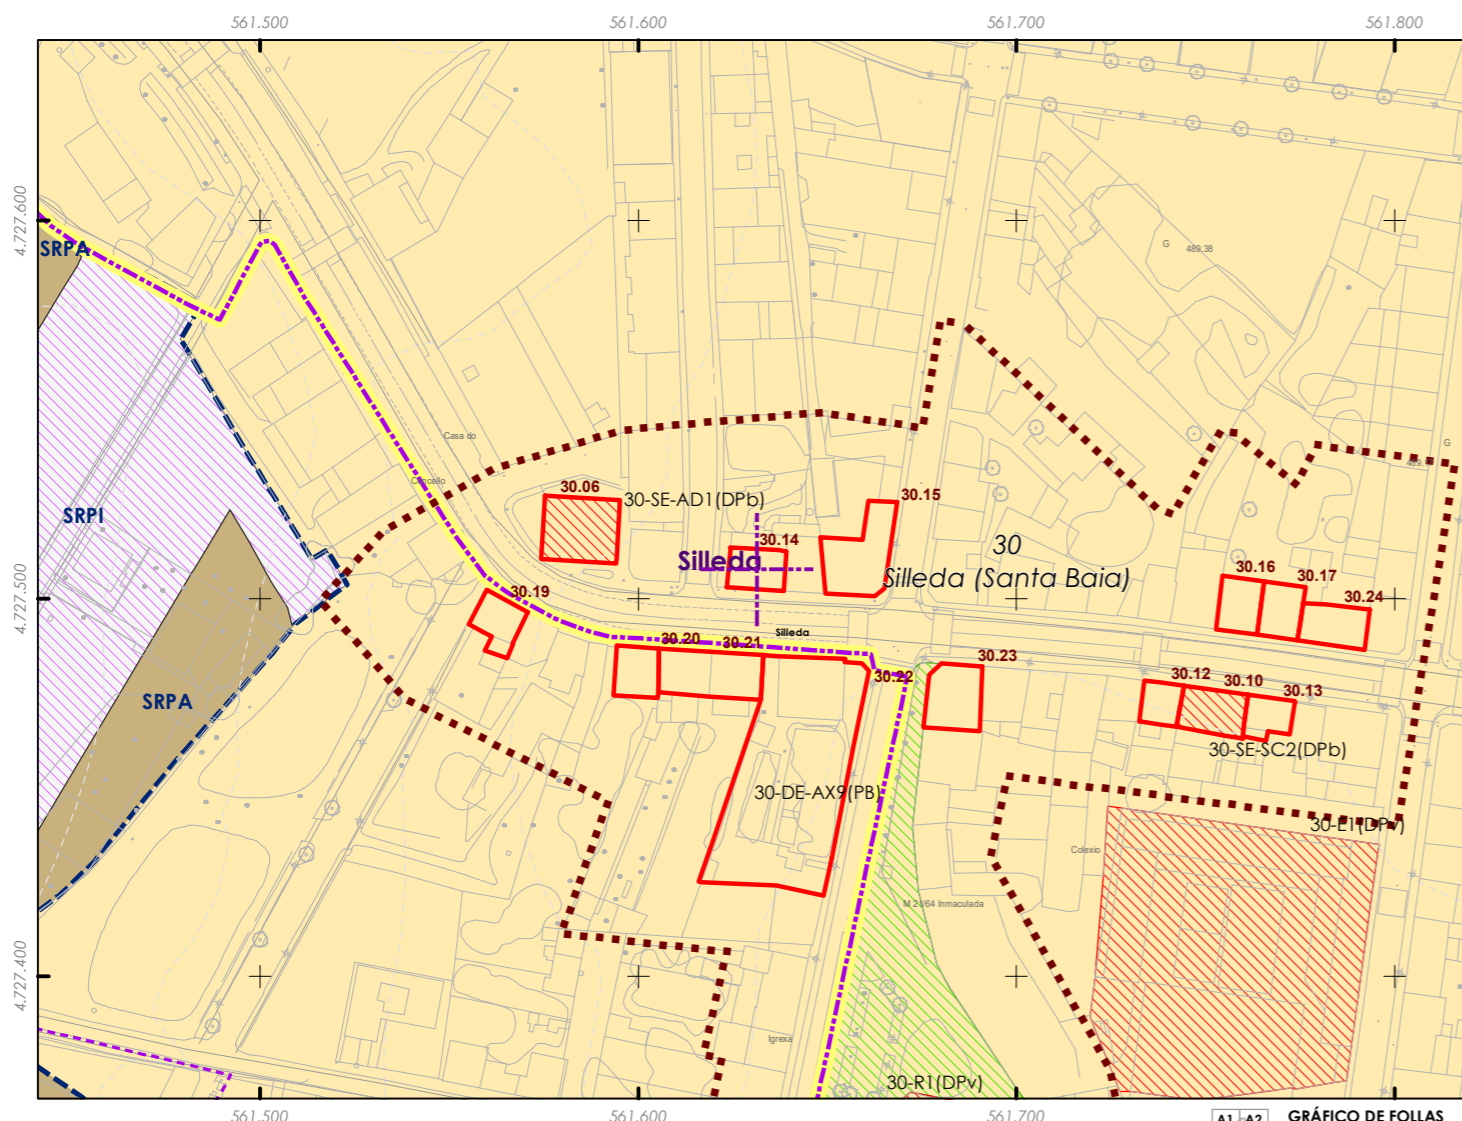 561.500
561.600
561.700
561.800
4.727.600
4.727.500
4.727.400
SRPA
G
489.38
G
Casa do
Concello
SRPI
30.06
30-SE-AD1(DPb)
30.15
30.14
Silleda
30
Silleda (Santa Baia)
30.16
30.17
30.24
30.19
Silleda
30.20
30.21
30.22
30.23
30.12
30.10
30.13
SRPA
30-SE-SC2(DPb)
30-DE-AX9(PB)
30-E1(DPv)
Colexio
M 21/64 Inmaculada
Igrexa
30-R1(DPv)
561.500
561.600
561.700
A1 A2
GRÁFICO DE FOLLAS